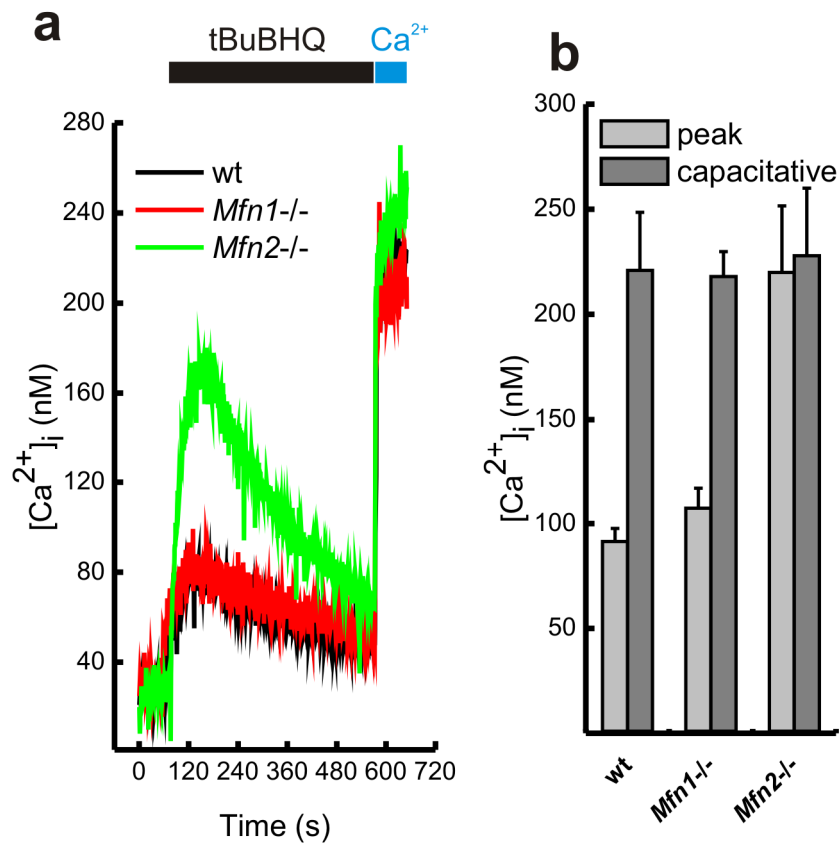 a
tBuBHQ
Ca2+
280
240
200
160
120
80
40
wt
Mfn1-/-
Mfn2-/-
[Ca2+]i (nM)
0 120 240 360 480 600 720
Time (s)
b
300
250
200
150
100
50
peak
capacitative
[Ca2+]i (nM)
wt
Mfn1-/-
Mfn2-/-